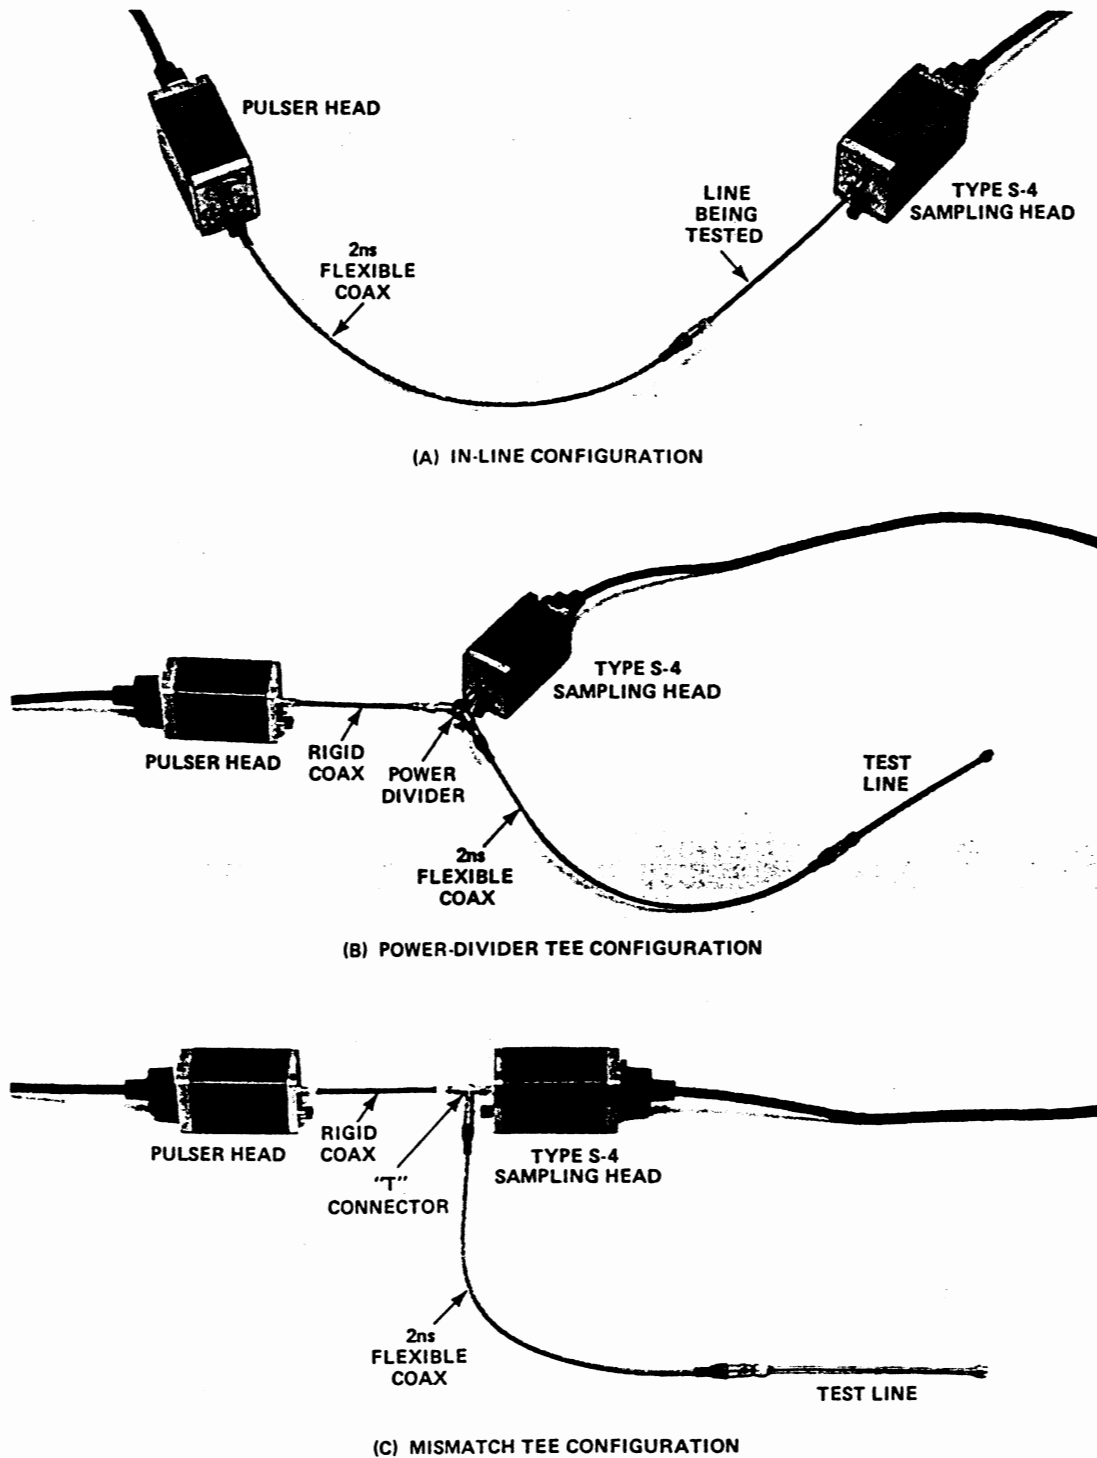 PULSER HEAD
TYPE S-4
SAMPLING HEAD
LINE
BEING
TESTED
2ns
FLEXIBLE
COAX
(A) IN-LINE CONFIGURATION
TYPE S-4
SAMPLING HEAD
PULSER HEAD
RIGID
COAX
POWER
DIVIDER
TEST
LINE
2ns
FLEXIBLE
COAX
(B) POWER-DIVIDER TEE CONFIGURATION
PULSER HEAD
RIGID
COAX
"T"
CONNECTOR
TYPE S-4
SAMPLING HEAD
2ns
FLEXIBLE
COAX
TEST LINE
(C) MISMATCH TEE CONFIGURATION